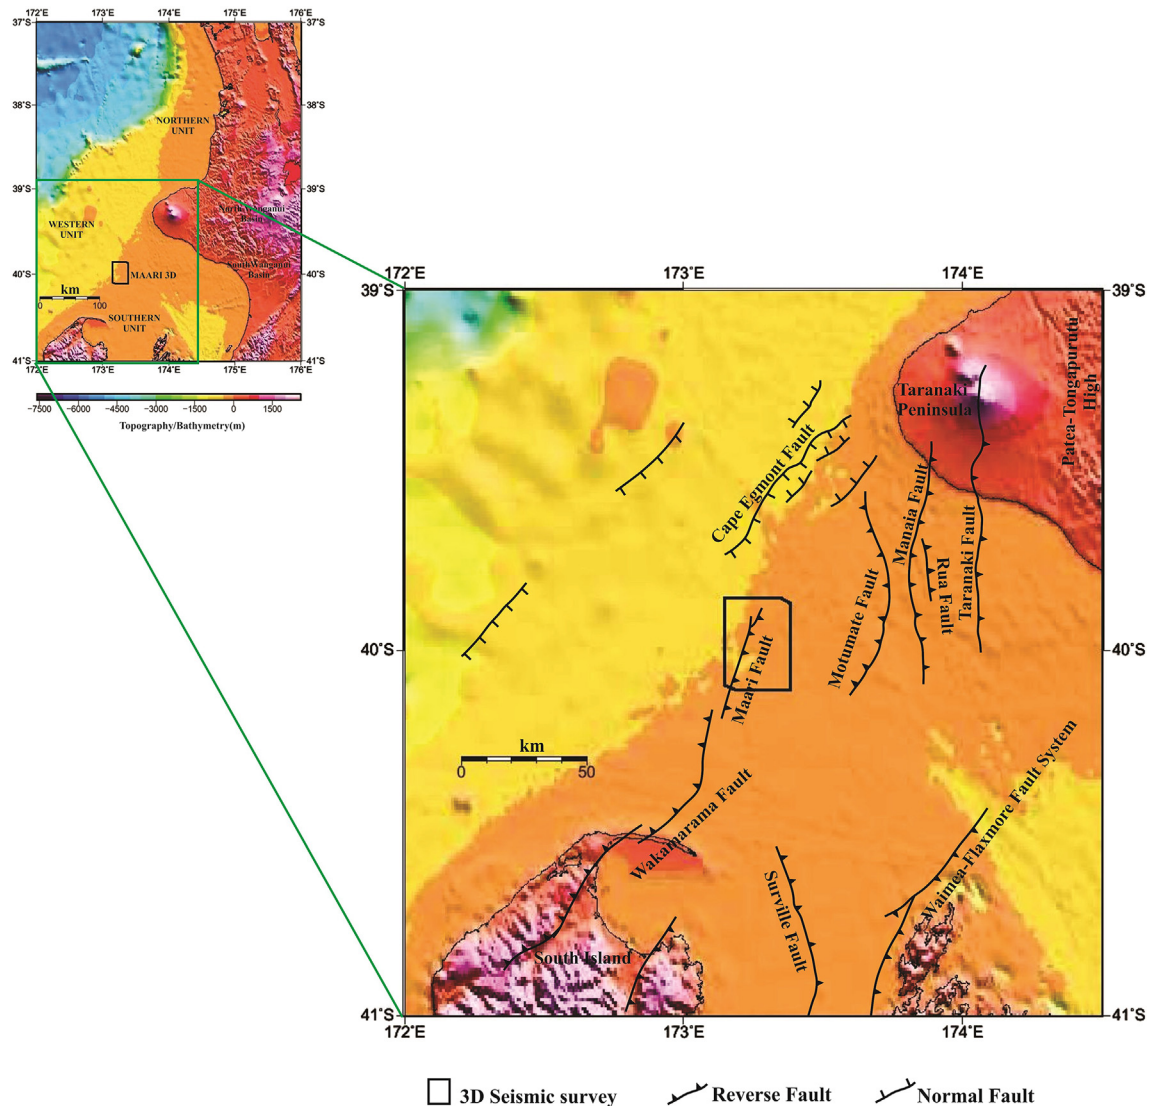 172˚E 173˚E 174˚E 175˚E 176˚E
37˚S 37˚S
38˚S 38˚S
NORTHERN
UNIT
39˚S 39˚S
North Wanganui
Basin
WESTERN
UNIT
South Wanganui
Basin
40˚S 40˚S
MAARI 3D
km
0 100
SOUTHERN
UNIT
41˚S 41˚S
172˚E 173˚E 174˚E 175˚E 176˚E
−7500 −6000 −4500 −3000 −1500 0 1500
Topography/Bathymetry(m)
172˚E 173˚E 174˚E
39˚S 39˚S
Taranaki
Peninsula
Patea-Tongapurutu
High
Cape Egmont Fault
Manaia Fault
Rua Fault
Taranaki Fault
Motumate Fault
40˚S 40˚S
Maari Fault
km
0 50
Wakamarama Fault
Waimea-Flaxmore Fault System
Surville Fault
South Island
41˚S 41˚S
172˚E 173˚E 174˚E
3D Seismic survey Reverse Fault Normal Fault